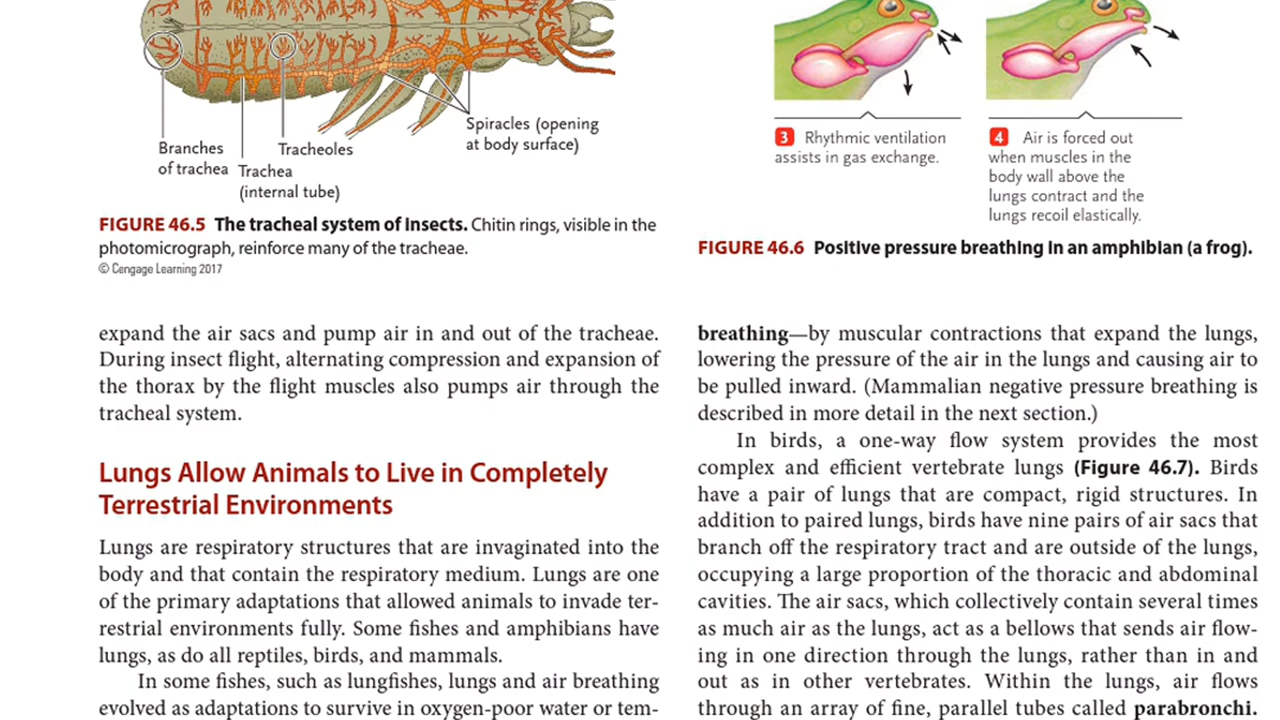 Branches
of trachea
Trachea
(internal tube)
Tracheoles
Spiracles (opening
at body surface)
FIGURE 46.5 The tracheal system of insects. Chitin rings, visible in the
photomicrograph, reinforce many of the tracheae.
© Cengage Learning 2017
expand the air sacs and pump air in and out of the tracheae.
During insect flight, alternating compression and expansion of
the thorax by the flight muscles also pumps air through the
tracheal system.
Lungs Allow Animals to Live in Completely
Terrestrial Environments
Lungs are respiratory structures that are invaginated into the
body and that contain the respiratory medium. Lungs are one
of the primary adaptations that allowed animals to invade ter-
restrial environments fully. Some fishes and amphibians have
lungs, as do all reptiles, birds, and mammals.
In some fishes, such as lungfishes, lungs and air breathing
evolved as adaptations to survive in oxygen-poor water or tem-
3 Rhythmic ventilation
assists in gas exchange.
4 Air is forced out
when muscles in the
body wall above the
lungs contract and the
lungs recoil elastically.
FIGURE 46.6 Positive pressure breathing in an amphibian (a frog).
breathing—by muscular contractions that expand the lungs,
lowering the pressure of the air in the lungs and causing air to
be pulled inward. (Mammalian negative pressure breathing is
described in more detail in the next section.)
In birds, a one-way flow system provides the most
complex and efficient vertebrate lungs (Figure 46.7). Birds
have a pair of lungs that are compact, rigid structures. In
addition to paired lungs, birds have nine pairs of air sacs that
branch off the respiratory tract and are outside of the lungs,
occupying a large proportion of the thoracic and abdominal
cavities. The air sacs, which collectively contain several times
as much air as the lungs, act as a bellows that sends air flow-
ing in one direction through the lungs, rather than in and
out as in other vertebrates. Within the lungs, air flows
through an array of fine, parallel tubes called parabronchi.